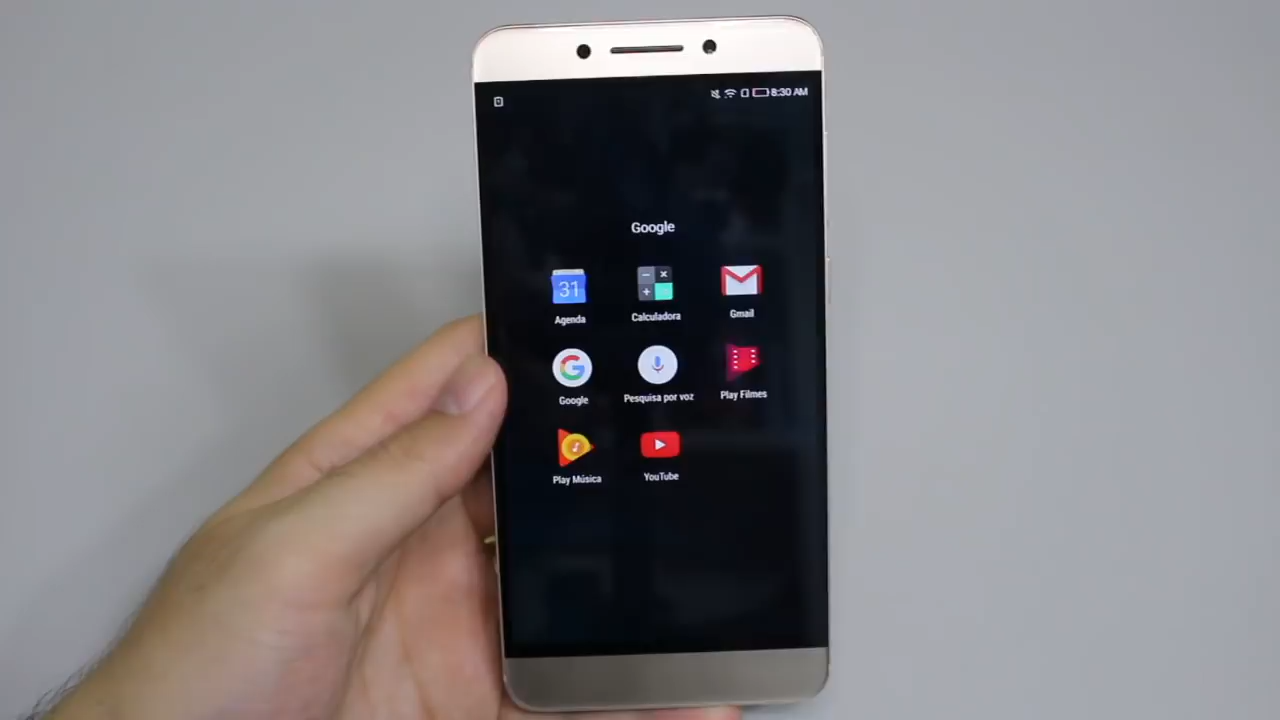 8:30 AM
Google
31
Agenda
Calculadora
Gmail
Google
Pesquisa por voz
Play Filmes
Play Música
YouTube